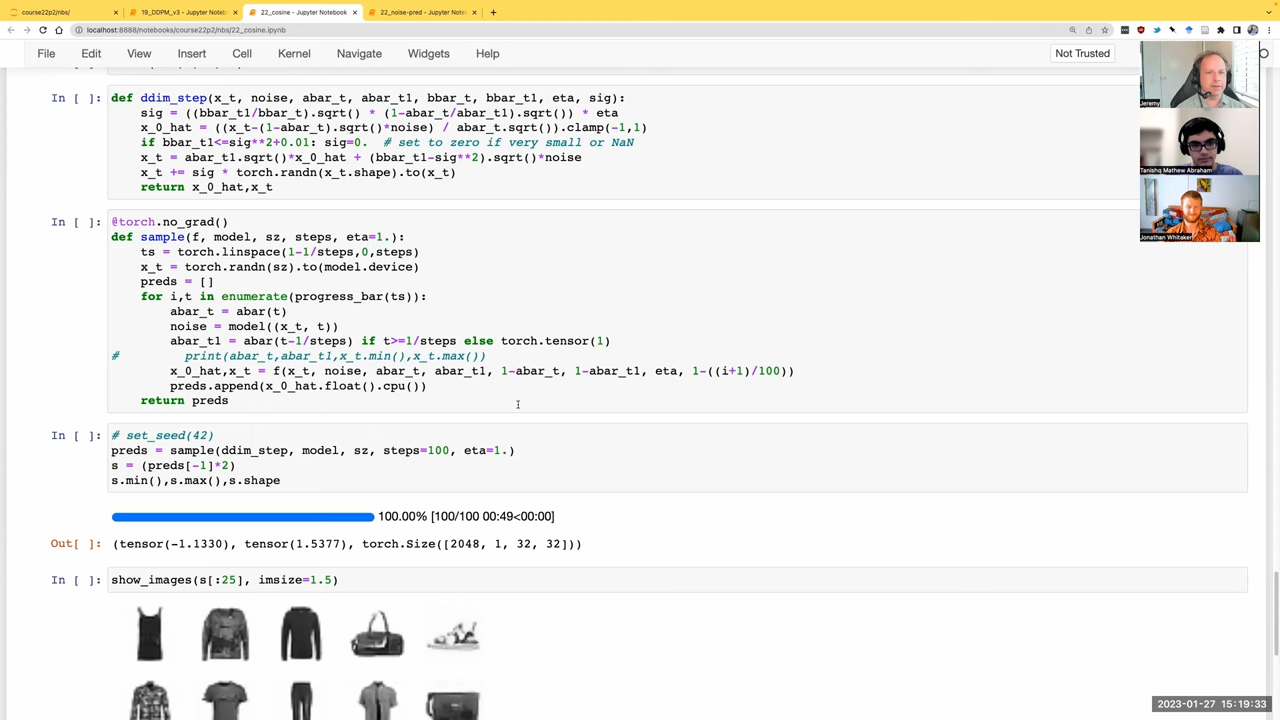 course22p2/nbs/
19_DDPM_v3 - Jupyter Noteb
22_cosine - Jupyter Notebook
22_noise-pred - Jupyter Note
localhost:8888/notebooks/course22p2/nbs/22_cosine.ipynb
File Edit View Insert Cell Kernel Navigate Widgets Help
Not Trusted
In [ ]: def ddim_step(x_t, noise, abar_t, abar_t1, bbar_t, bbar_t1, eta, sig):
sig = ((bbar_t1/bbar_t).sqrt() * (1-abar_t/abar_t1).sqrt()) * eta
x_0_hat = ((x_t-(1-abar_t).sqrt()*noise) / abar_t.sqrt()).clamp(-1,1)
if bbar_t1<=sig**2+0.01: sig=0. # set to zero if very small or NaN
x_t = abar_t1.sqrt()*x_0_hat + (bbar_t1-sig**2).sqrt()*noise
x_t += sig * torch.randn(x_t.shape).to(x_t)
return x_0_hat,x_t
In [ ]: @torch.no_grad()
def sample(f, model, sz, steps, eta=1.):
ts = torch.linspace(1-1/steps,0,steps)
x_t = torch.randn(sz).to(model.device)
preds = []
for i,t in enumerate(progress_bar(ts)):
abar_t = abar(t)
noise = model((x_t, t))
abar_t1 = abar(t-1/steps) if t>=1/steps else torch.tensor(1)
# print(abar_t,abar_t1,x_t.min(),x_t.max())
x_0_hat,x_t = f(x_t, noise, abar_t, abar_t1, 1-abar_t, 1-abar_t1, eta, 1-((i+1)/100))
preds.append(x_0_hat.float().cpu())
return preds
In [ ]: # set_seed(42)
preds = sample(ddim_step, model, sz, steps=100, eta=1.)
s = (preds[-1]*2)
s.min(),s.max(),s.shape
100.00% [100/100 00:49<00:00]
Out[ ]: (tensor(-1.1330), tensor(1.5377), torch.Size([2048, 1, 32, 32]))
In [ ]: show_images(s[:25], imsize=1.5)
Jeremy
Tanishq Mathew Abraham
Jonathan Whitaker
2023-01-27 15:19:33